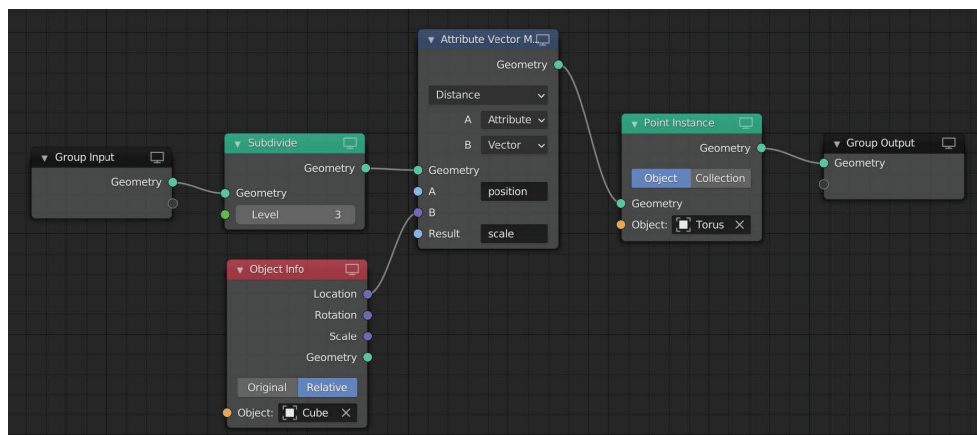 Group Input
Geometry
Subdivide
Geometry
Geometry
Level 3
Object Info
Location
Rotation
Scale
Geometry
Original Relative
Object: Cube
Attribute Vector M...
Geometry
Distance
A Attribute
B Vector
Geometry
A position
B
Result scale
Point Instance
Geometry
Object Collection
Geometry
Object: Torus
Group Output
Geometry